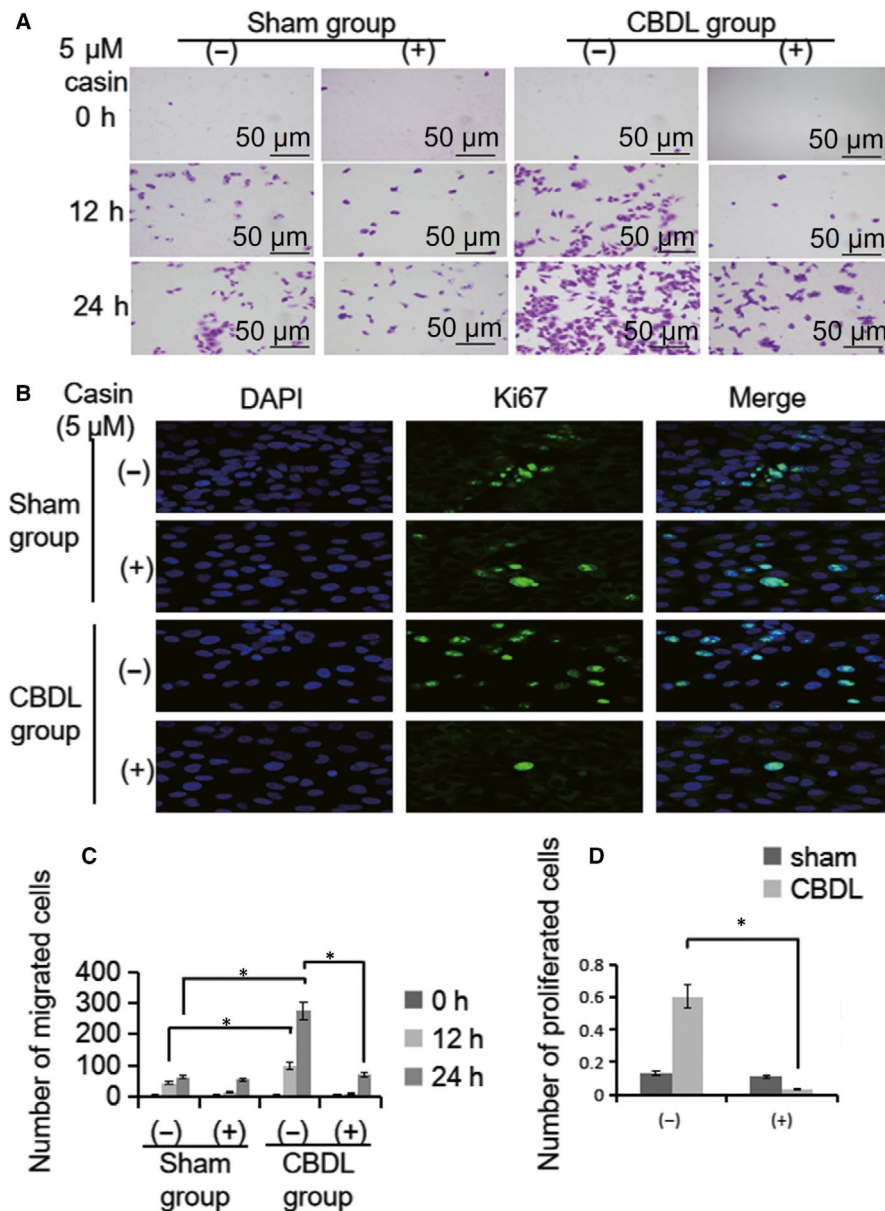 A
Sham group CBDL group
5 µM (–) (+) (–) (+)
casin
0 h 50 µm 50 µm 50 µm 50 µm
12 h 50 µm 50 µm 50 µm 50 µm
24 h 50 µm 50 µm 50 µm 50 µm
B
Casin DAPI Ki67 Merge
(5 µM)
(–)
Sham
group
(+)
(–)
CBDL
group
(+)
C
Number of migrated cells
400
300
200
100
0
* * *
0 h
12 h
24 h
(–) (+) (–) (+)
Sham CBDL
group group
D
sham
CBDL
Number of proliferated cells
*
0.8
0.6
0.4
0.2
0
(–) (+)